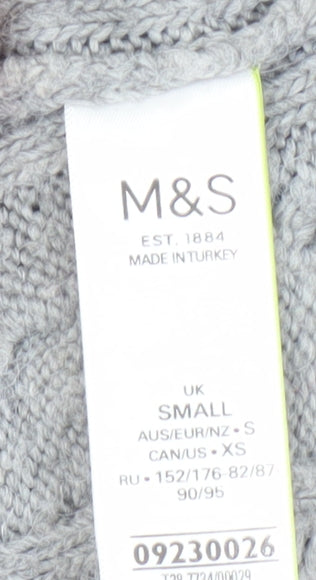 M&S
EST. 1884
MADE IN TURKEY
UK
SMALL
AUS/EUR/NZ • S
CAN/US • XS
RU • 152/176-82/87
90/95
09230026